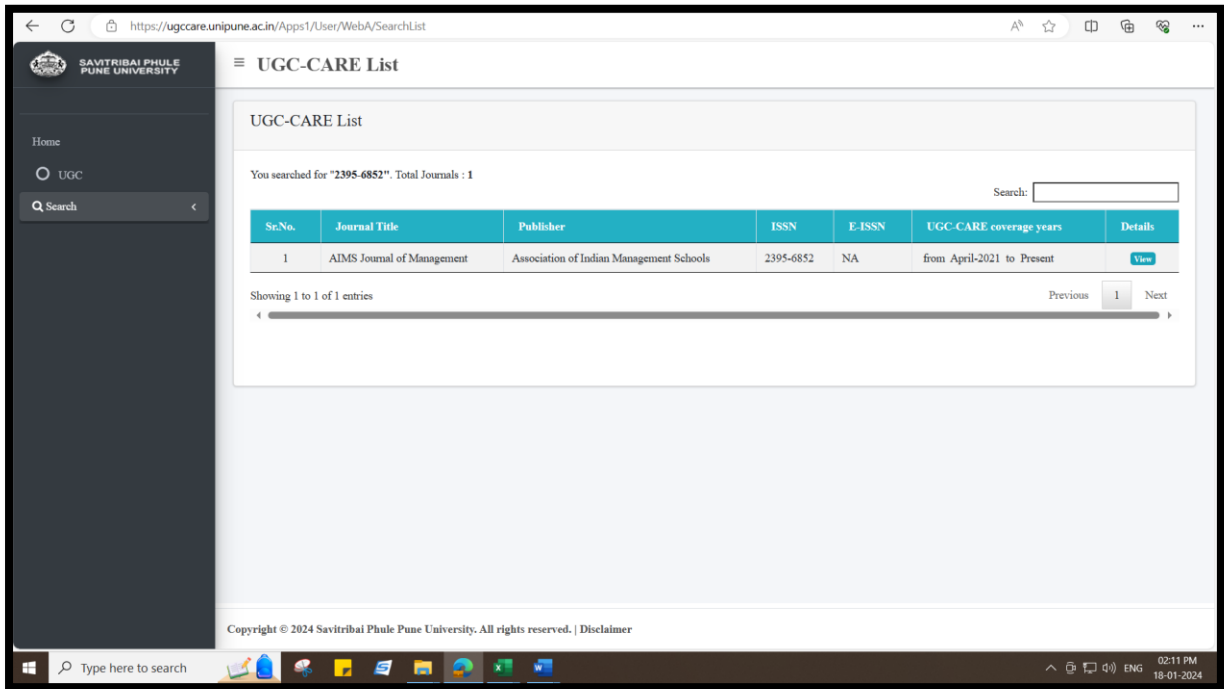 https://ugccare.unipune.ac.in/Apps1/User/WebA/SearchList
SAVITRIBAI PHULE
PUNE UNIVERSITY
≡ UGC-CARE List
Home
UGC
Search
UGC-CARE List
You searched for "2395-6852". Total Journals : 1
Search:
Sr.No. Journal Title Publisher ISSN E-ISSN UGC-CARE coverage years Details
1 AIMS Journal of Management Association of Indian Management Schools 2395-6852 NA from April-2021 to Present View
Showing 1 to 1 of 1 entries Previous 1 Next
Copyright © 2024 Savitribai Phule Pune University. All rights reserved. | Disclaimer
Type here to search
ENG
02:11 PM
18-01-2024